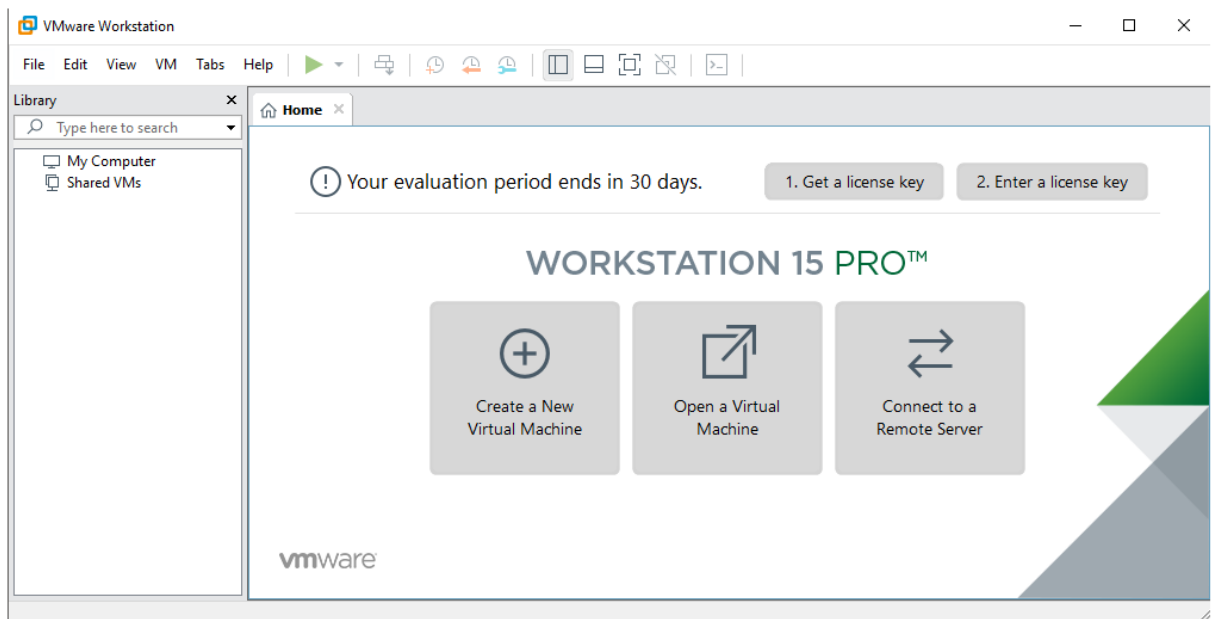 VMware Workstation
File Edit View VM Tabs Help
Library
Type here to search
My Computer
Shared VMs
Home
Your evaluation period ends in 30 days.
1. Get a license key
2. Enter a license key
WORKSTATION 15 PRO™
Create a New
Virtual Machine
Open a Virtual
Machine
Connect to a
Remote Server
vmware